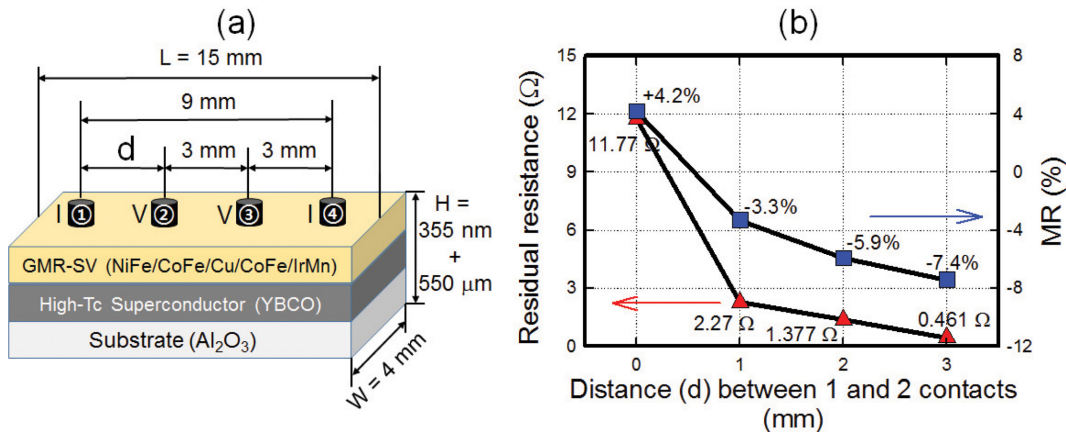 (a)
L = 15 mm
9 mm
d
3 mm
3 mm
I ① V ② V ③ I ④
H =
355 nm
+
550 μm
GMR-SV (NiFe/CoFe/Cu/CoFe/IrMn)
High-Tc Superconductor (YBCO)
Substrate (Al₂O₃)
W = 4 mm
(b)
Residual resistance (Ω)
15
12
9
6
3
0
8
4
0
-4
-8
-12
MR (%)
+4.2%
11.77 Ω
-3.3%
-5.9%
-7.4%
2.27 Ω
1.377 Ω
0.461 Ω
0
1
2
3
Distance (d) between 1 and 2 contacts
(mm)